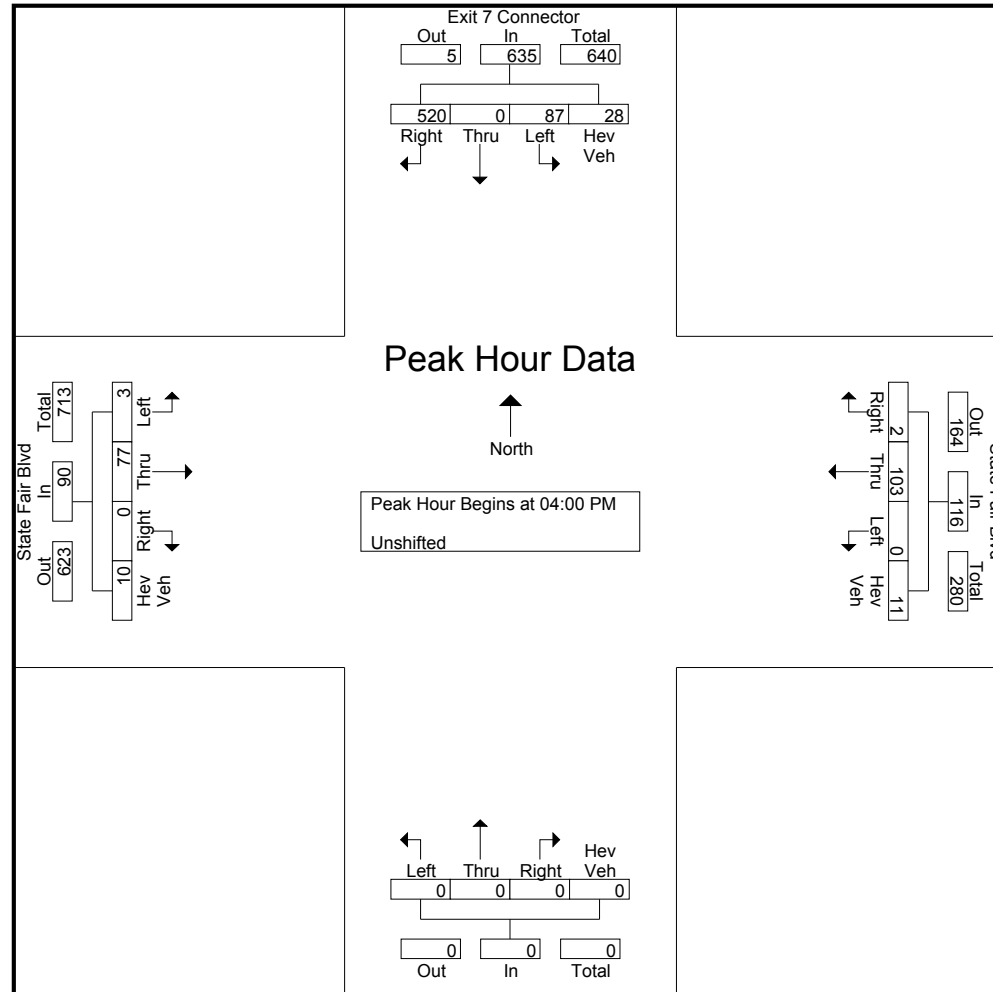 Exit 7 Connector
Out In Total
5 635 640
520 0 87 28
Right Thru Left Hev Veh
Peak Hour Data
North
Peak Hour Begins at 04:00 PM
Unshifted
State Fair Blvd
Total In Out
713 90 623
3 77 0 10
Left Thru Right Hev Veh
Out In Total
164 116 280
2 103 0 11
Right Thru Left Hev Veh
Left Thru Right Hev Veh
0 0 0 0
0 0 0
Out In Total